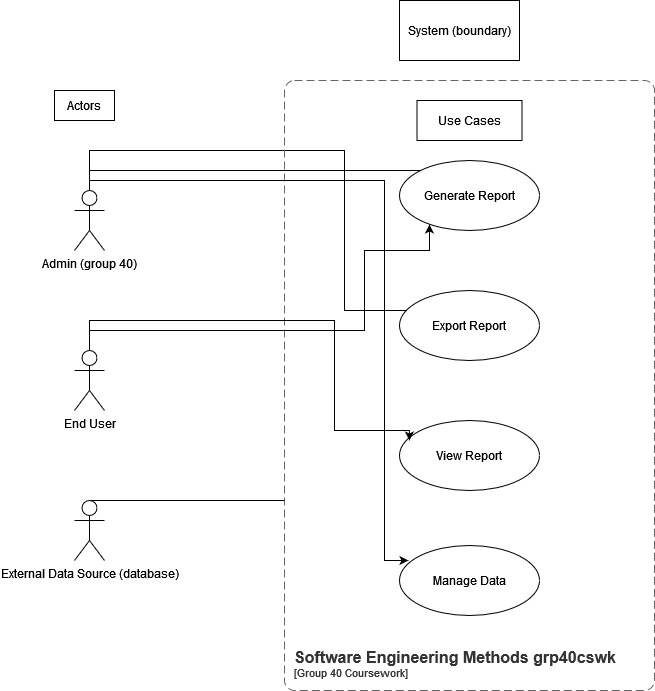 System (boundary)
Actors
Use Cases
Generate Report
Admin (group 40)
Export Report
End User
View Report
External Data Source (database)
Manage Data
Software Engineering Methods grp40cswk
[Group 40 Coursework]